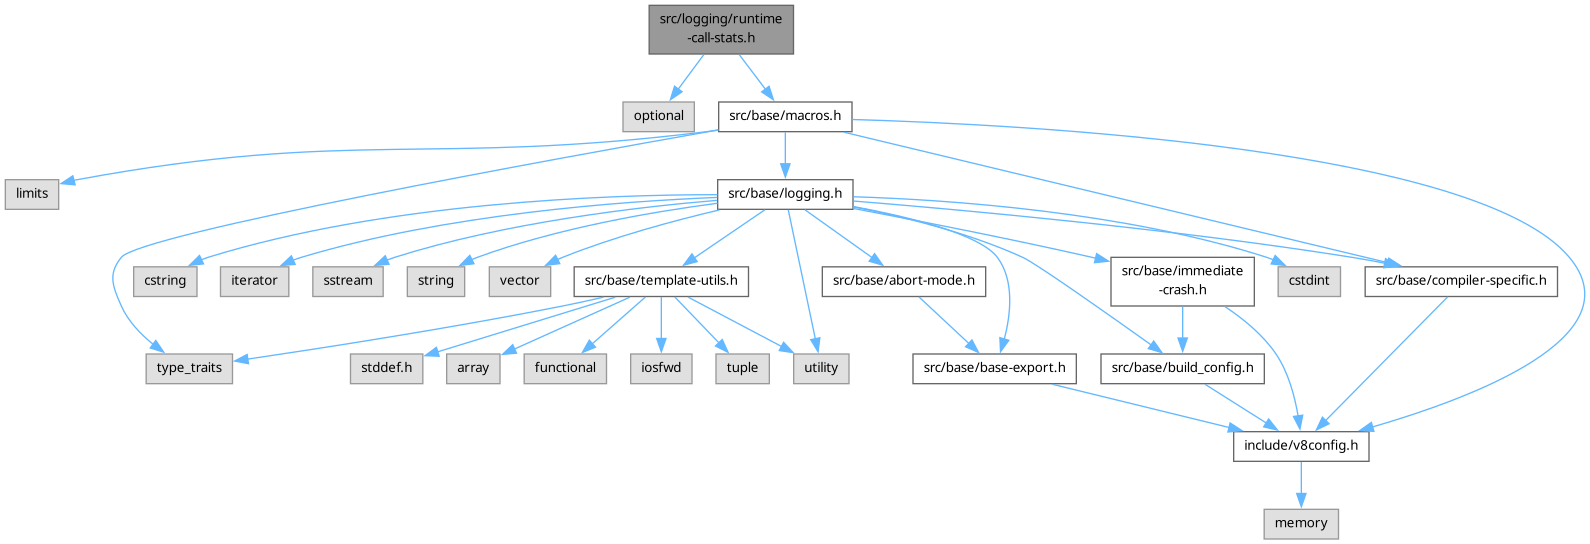 src/logging/runtime
-call-stats.h
optional
src/base/macros.h
limits
src/base/logging.h
cstring
iterator
sstream
string
vector
src/base/template-utils.h
src/base/abort-mode.h
src/base/immediate
-crash.h
cstdint
src/base/compiler-specific.h
type_traits
stddef.h
array
functional
iosfwd
tuple
utility
src/base/base-export.h
src/base/build_config.h
include/v8config.h
memory